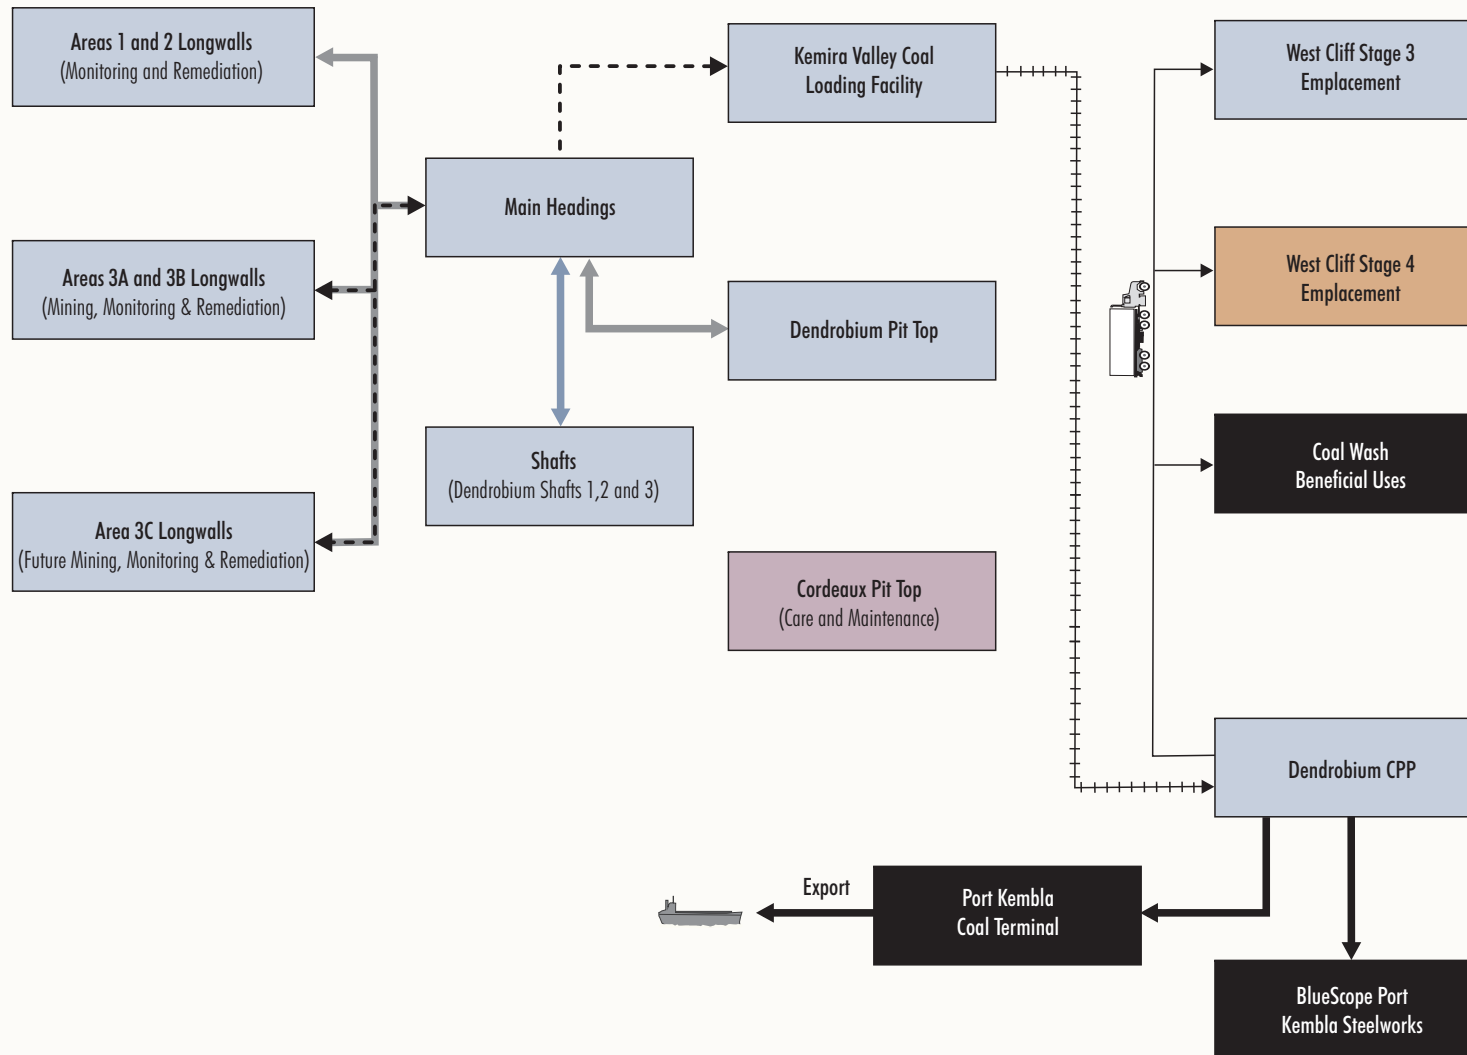 Areas 1 and 2 Longwalls
(Monitoring and Remediation)
Kemira Valley Coal
Loading Facility
West Cliff Stage 3
Emplacement
Main Headings
Areas 3A and 3B Longwalls
(Mining, Monitoring & Remediation)
West Cliff Stage 4
Emplacement
Dendrobium Pit Top
Shafts
(Dendrobium Shafts 1,2 and 3)
Coal Wash
Beneficial Uses
Area 3C Longwalls
(Future Mining, Monitoring & Remediation)
Cordeaux Pit Top
(Care and Maintenance)
Dendrobium CPP
Export
Port Kembla
Coal Terminal
BlueScope Port
Kembla Steelworks